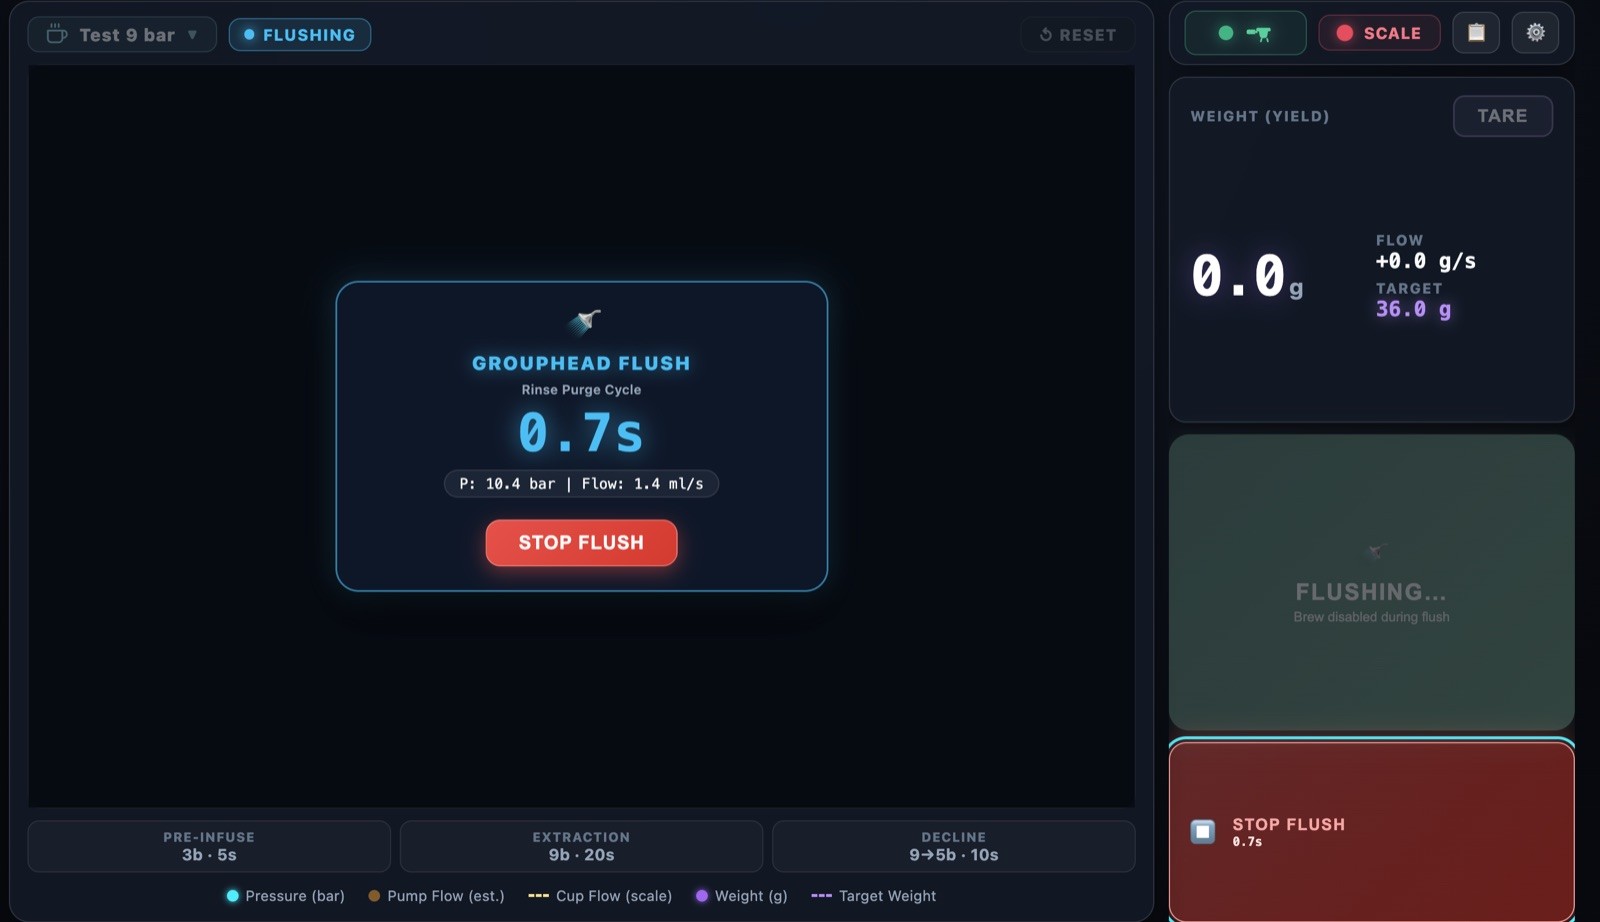 Test 9 bar ▼
FLUSHING
↺ RESET
SCALE
WEIGHT (YIELD)
TARE
0.0g
FLOW
+0.0 g/s
TARGET
36.0 g
GROUPHEAD FLUSH
Rinse Purge Cycle
0.7s
P: 10.4 bar | Flow: 1.4 ml/s
STOP FLUSH
FLUSHING...
Brew disabled during flush
STOP FLUSH
0.7s
PRE-INFUSE
3b · 5s
EXTRACTION
9b · 20s
DECLINE
9→5b · 10s
Pressure (bar)
Pump Flow (est.)
Cup Flow (scale)
Weight (g)
Target Weight